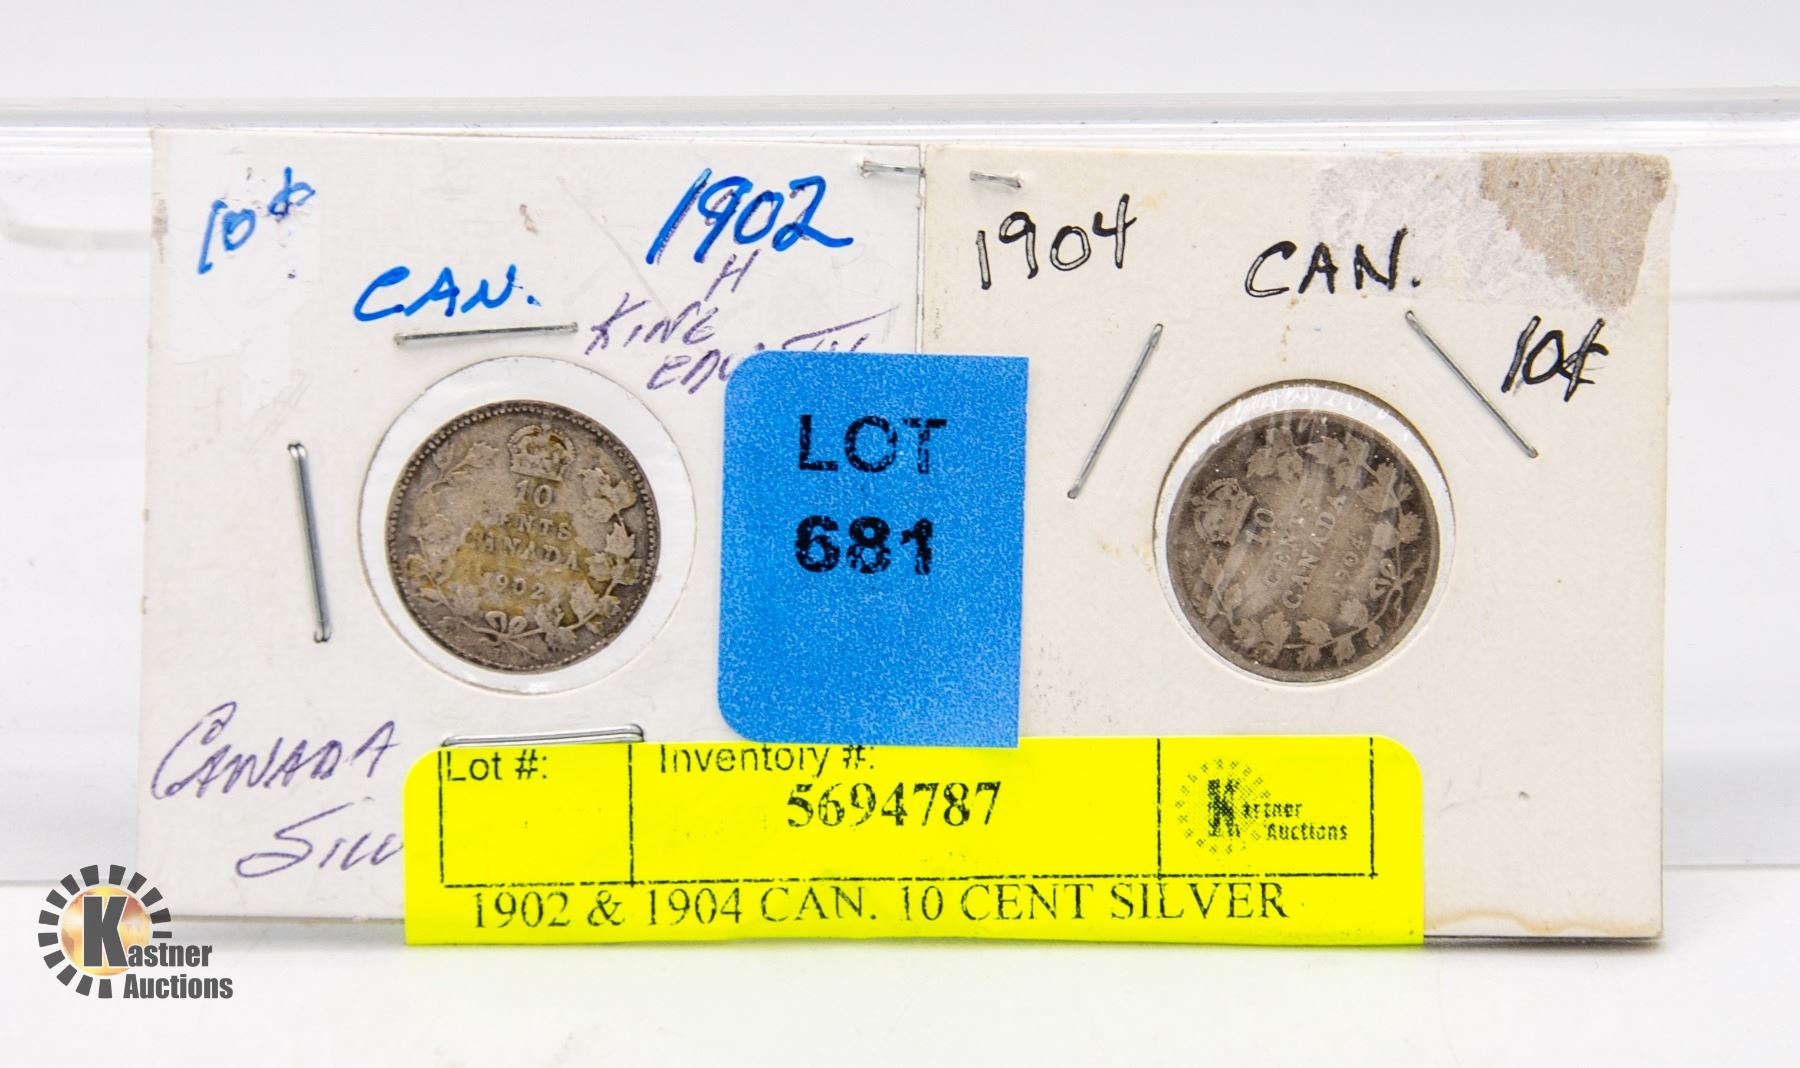 10¢
1902
H
CAN.
KING
10
CENTS
CANADA
1902
CANADA
1904
CAN.
10¢
10
CENTS
CANADA
1904
LOT
681
Lot #:
Inventory #:
5694787
Kastner
Auctions
1902 & 1904 CAN. 10 CENT SILVER
Kastner
Auctions